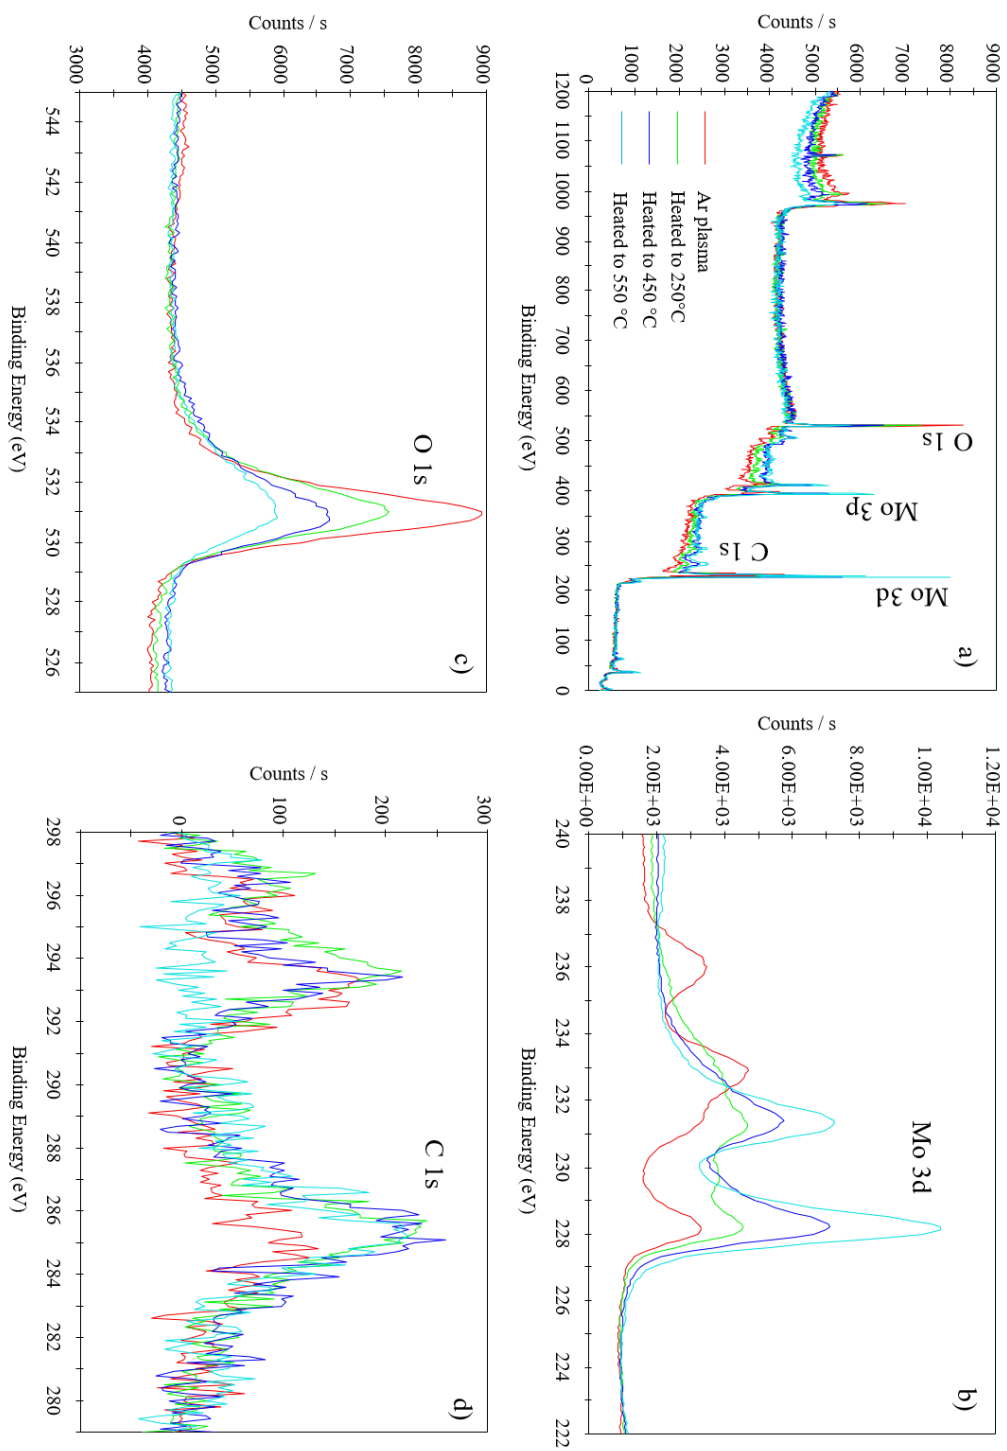 a)
Counts / s
9000
8000
7000
6000
5000
4000
3000
2000
1000
0
O 1s
Mo 3p
C 1s
Mo 3d
Ar plasma
Heated to 250°C
Heated to 450 °C
Heated to 550 °C
1200 1100 1000 900 800 700 600 500 400 300 200 100 0
Binding Energy (eV)
b)
Counts / s
1.20E+04
1.00E+04
8.00E+03
6.00E+03
4.00E+03
2.00E+03
0.00E+00
Mo 3d
240 238 236 234 232 230 228 226 224 222
Binding Energy (eV)
c)
Counts / s
9000
8000
7000
6000
5000
4000
3000
O 1s
544 542 540 538 536 534 532 530 528 526
Binding Energy (eV)
d)
Counts / s
300
200
100
0
C 1s
298 296 294 292 290 288 286 284 282 280
Binding Energy (eV)